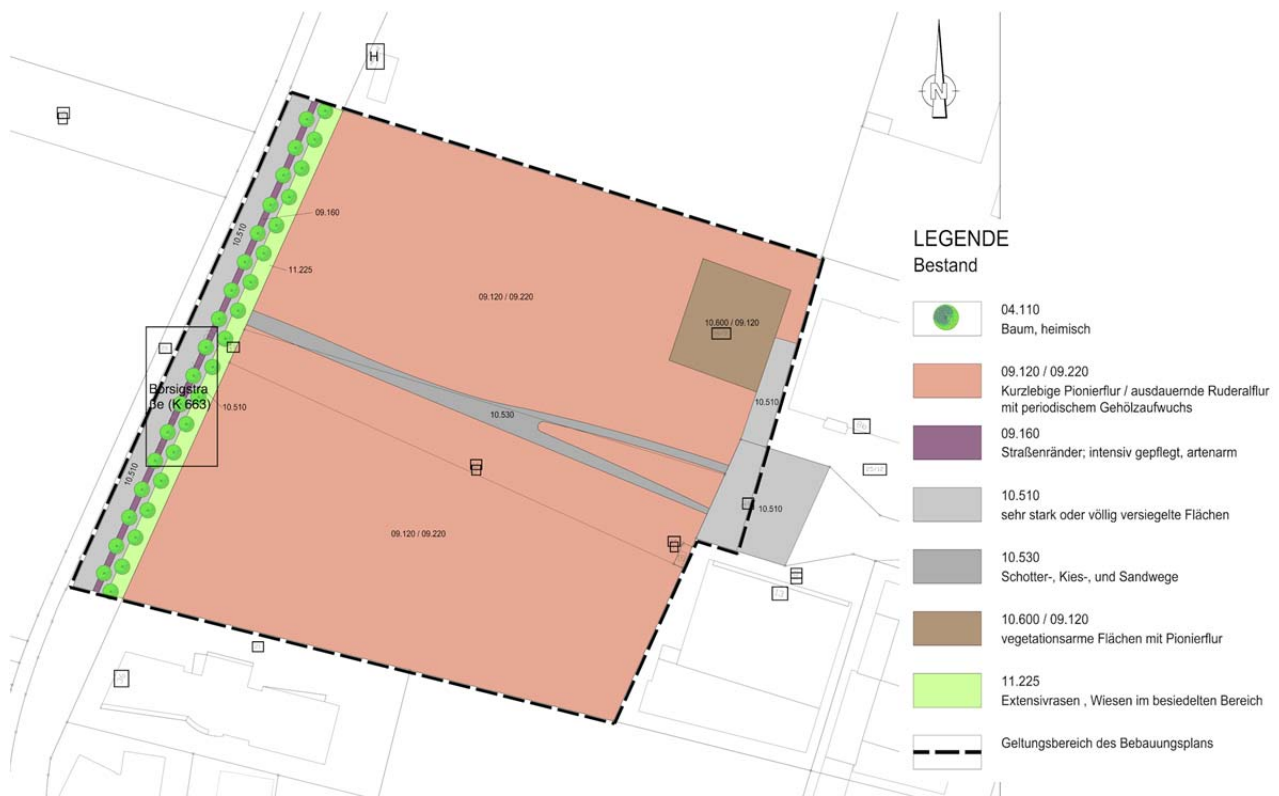 H
N
09.160
10.510
11.225
09.120 / 09.220
10.600 / 09.120
Börsigstra
ße (K 663)
10.510
10.510
10.530
10.510
10.510
09.120 / 09.220
LEGENDE
Bestand
04.110
Baum, heimisch
09.120 / 09.220
Kurzlebige Pionierflur / ausdauernde Ruderalflur
mit periodischem Gehölzaufwuchs
09.160
Straßenränder; intensiv gepflegt, artenarm
10.510
sehr stark oder völlig versiegelte Flächen
10.530
Schotter-, Kies-, und Sandwege
10.600 / 09.120
vegetationsarme Flächen mit Pionierflur
11.225
Extensivrasen , Wiesen im besiedelten Bereich
Geltungsbereich des Bebauungsplans